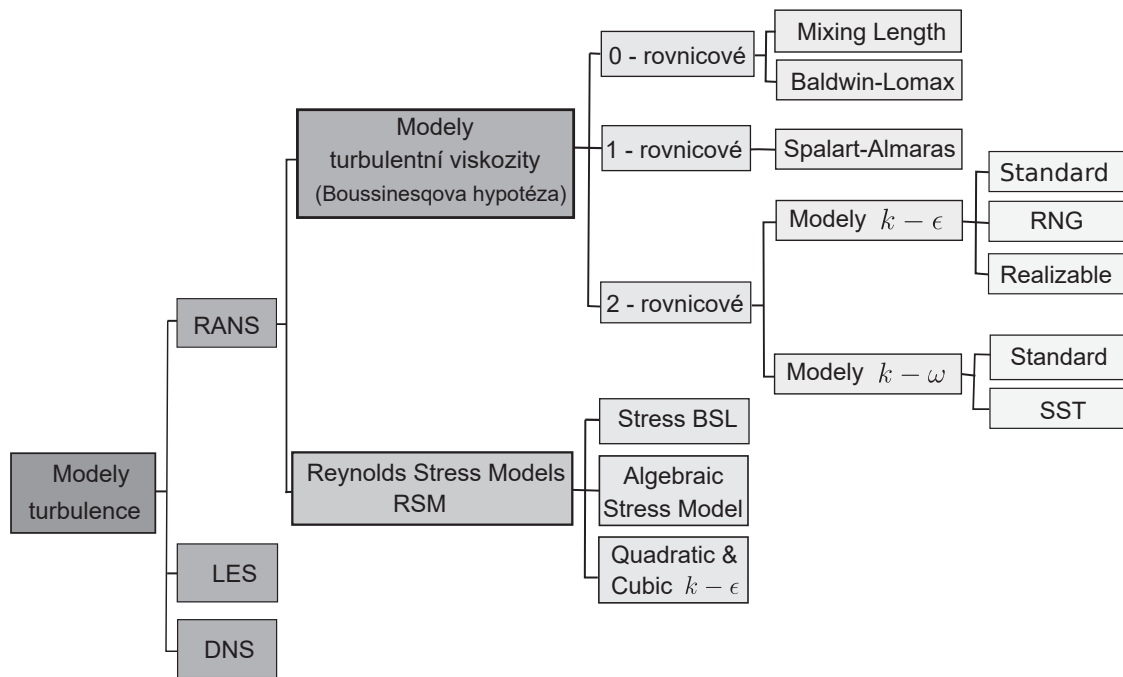 Modely
turbulence
RANS
LES
DNS
Modely
turbulentní viskozity
(Boussinesqova hypotéza)
Reynolds Stress Models
RSM
0 - rovnicové
1 - rovnicové
2 - rovnicové
Mixing Length
Baldwin-Lomax
Spalart-Almaras
Modely k − ϵ
Standard
RNG
Realizable
Modely k − ω
Standard
SST
Stress BSL
Algebraic
Stress Model
Quadratic &
Cubic k − ϵ